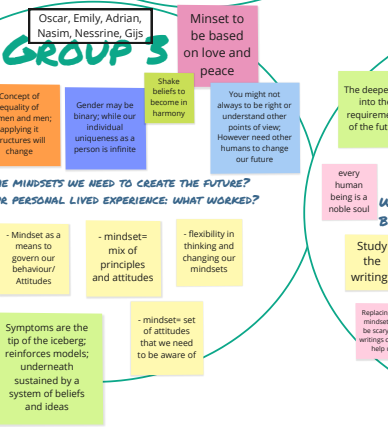 Oscar, Emily, Adrian,
Nasim, Nessrine, Gijs
GROUP 3
Minset to
be based
on love and
peace
Concept of
equality of
men and men;
applying it
structures will
change
Gender may be
binary; while our
individual
uniqueness as a
person is infinite
Shake
beliefs to
become in
harmony
You might not
always to be right or
understand other
points of view;
However need other
humans to change
our future
The deepe
into the
requireme
of the fut
MINDSETS WE NEED TO CREATE THE FUTURE?
PERSONAL LIVED EXPERIENCE: WHAT WORKED?
every
human
being is a
noble soul
- Mindset as a
means to
govern our
behaviour/
Attitudes
- mindset=
mix of
principles
and attitudes
- flexibility in
thinking and
changing our
mindsets
Study
the
writing
- mindset= set
of attitudes
that we need
to be aware of
Symptoms are the
tip of the iceberg;
reinforces models;
underneath
sustained by a
system of beliefs
and ideas
Replacin
mindset
be scary
writings c
help